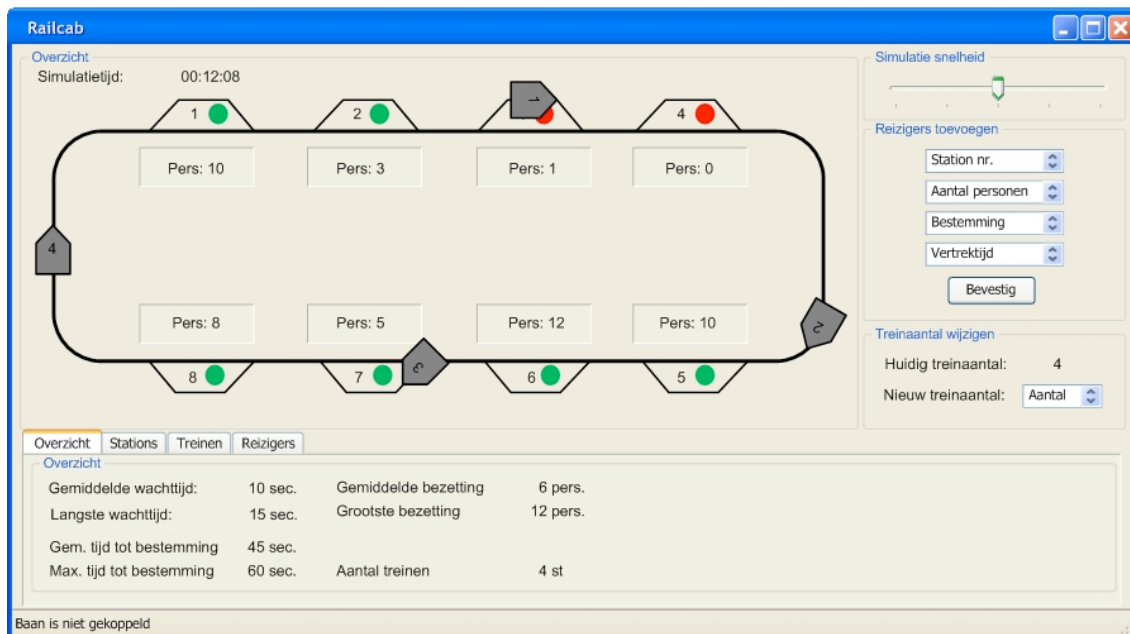 Railcab
Overzicht
Simulatietijd: 00:12:08
1
2
1
4
Pers: 10
Pers: 3
Pers: 1
Pers: 0
4
2
Pers: 8
Pers: 5
Pers: 12
Pers: 10
8
7
3
6
5
Simulatie snelheid
Reizigers toevoegen
Station nr.
Aantal personen
Bestemming
Vertrektijd
Bevestig
Treinaantal wijzigen
Huidig treinaantal: 4
Nieuw treinaantal: Aantal
Overzicht Stations Treinen Reizigers
Overzicht
Gemiddelde wachttijd: 10 sec. Gemiddelde bezetting 6 pers.
Langste wachttijd: 15 sec. Grootste bezetting 12 pers.
Gem. tijd tot bestemming 45 sec.
Max. tijd tot bestemming 60 sec. Aantal treinen 4 st
Baan is niet gekoppeld